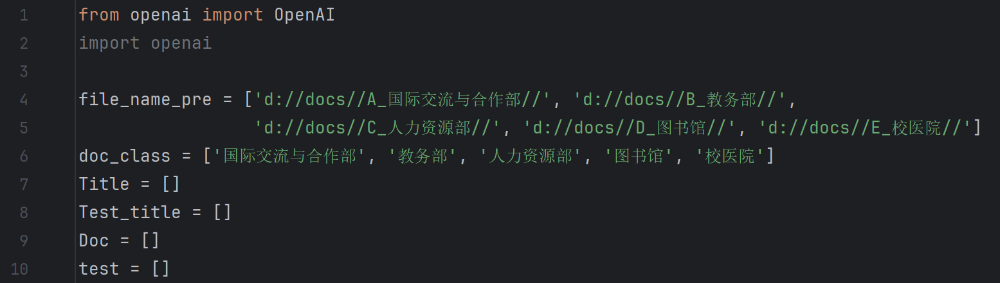 1 from openai import OpenAI
2 import openai
3
4 file_name_pre = ['d://docs//A_国际交流与合作部//', 'd://docs//B_教务部//',
5 'd://docs//C_人力资源部//', 'd://docs//D_图书馆//', 'd://docs//E_校医院//']
6 doc_class = ['国际交流与合作部', '教务部', '人力资源部', '图书馆', '校医院']
7 Title = []
8 Test_title = []
9 Doc = []
10 test = []